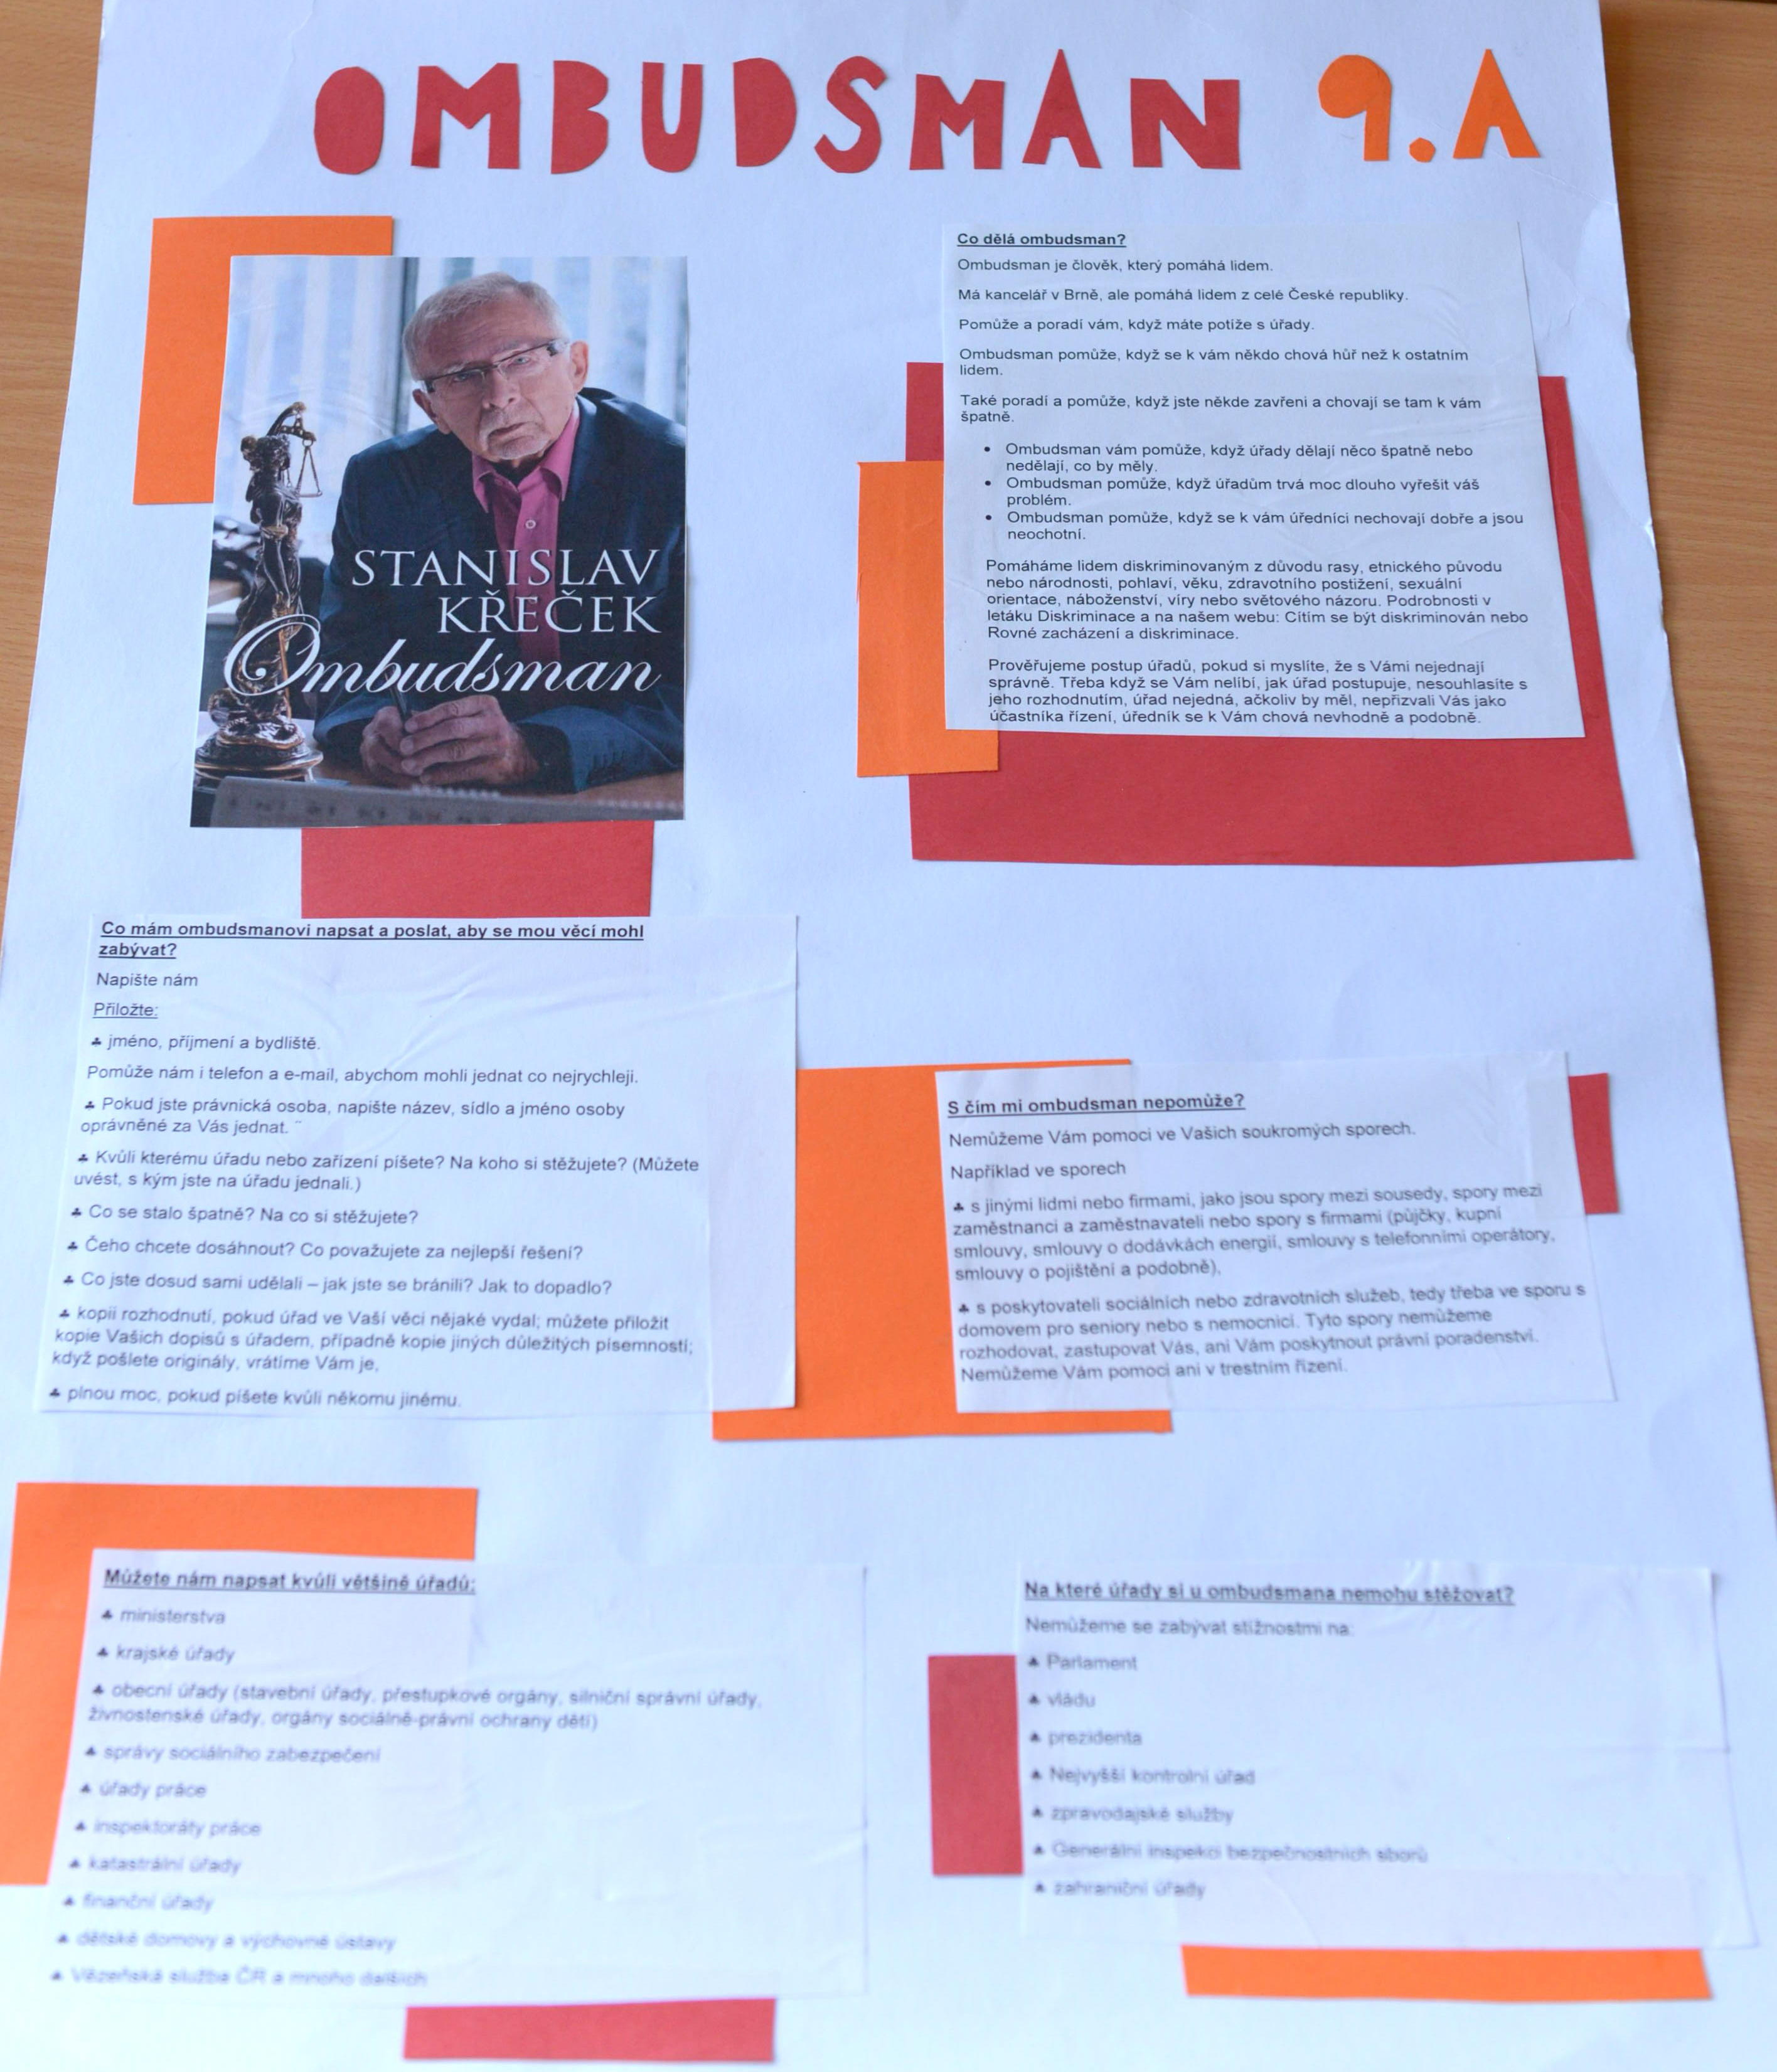 OMBUDSMAN 9.A
STANISLAV
KŘEČEK
Ombudsman
Co dělá ombudsman?
Ombudsman je člověk, který pomáhá lidem.
Má kancelář v Brně, ale pomáhá lidem z celé České republiky.
Pomůže a poradí vám, když máte potíže s úřady.
Ombudsman pomůže, když se k vám někdo chová hůř než k ostatním
lidem.
Také poradí a pomůže, když jste někde zavřeni a chovají se tam k vám
špatně.
• Ombudsman vám pomůže, když úřady dělají něco špatně nebo
nedělají, co by měly.
• Ombudsman pomůže, když úřadům trvá moc dlouho vyřešit váš
problém.
• Ombudsman pomůže, když se k vám úředníci nechovají dobře a jsou
neochotní.
Pomáháme lidem diskriminovaným z důvodu rasy, etnického původu
nebo národnosti, pohlaví, věku, zdravotního postižení, sexuální
orientace, náboženství, víry nebo světového názoru. Podrobnosti v
letáku Diskriminace a na našem webu: Cítím se být diskriminován nebo
Rovné zacházení a diskriminace.
Prověřujeme postup úřadů, pokud si myslíte, že s Vámi nejednají
správně. Třeba když se Vám nelíbí, jak úřad postupuje, nesouhlasíte s
jeho rozhodnutím, úřad nejedná, ačkoliv by měl, nepřizvali Vás jako
účastníka řízení, úředník se k Vám chová nevhodně a podobně.
Co mám ombudsmanovi napsat a poslat, aby se mou věcí mohl
zabývat?
Napište nám
Přiložte:
♣ jméno, příjmení a bydliště.
Pomůže nám i telefon a e-mail, abychom mohli jednat co nejrychleji.
♣ Pokud jste právnická osoba, napište název, sídlo a jméno osoby
oprávněné za Vás jednat. ¨
♣ Kvůli kterému úřadu nebo zařízení píšete? Na koho si stěžujete? (Můžete
uvést, s kým jste na úřadu jednali.)
♣ Co se stalo špatně? Na co si stěžujete?
♣ Čeho chcete dosáhnout? Co považujete za nejlepší řešení?
♣ Co jste dosud sami udělali – jak jste se bránili? Jak to dopadlo?
♣ kopii rozhodnutí, pokud úřad ve Vaší věci nějaké vydal; můžete přiložit
kopie Vašich dopisů s úřadem, případně kopie jiných důležitých písemností;
když pošlete originály, vrátíme Vám je,
♣ plnou moc, pokud píšete kvůli někomu jinému.
S čím mi ombudsman nepomůže?
Nemůžeme Vám pomoci ve Vašich soukromých sporech.
Například ve sporech
♣ s jinými lidmi nebo firmami, jako jsou spory mezi sousedy, spory mezi
zaměstnanci a zaměstnavateli nebo spory s firmami (půjčky, kupní
smlouvy, smlouvy o dodávkách energií, smlouvy s telefonními operátory,
smlouvy o pojištění a podobně),
♣ s poskytovateli sociálních nebo zdravotních služeb, tedy třeba ve sporu s
domovem pro seniory nebo s nemocnicí. Tyto spory nemůžeme
rozhodovat, zastupovat Vás, ani Vám poskytnout právní poradenství.
Nemůžeme Vám pomoci ani v trestním řízení.
Můžete nám napsat kvůli většině úřadů:
♣ ministerstva
♣ krajské úřady
♣ obecní úřady (stavební úřady, přestupkové orgány, silniční správní úřady,
živnostenské úřady, orgány sociálně-právní ochrany dětí)
♣ správy sociálního zabezpečení
♣ úřady práce
♣ inspektoráty práce
♣ katastrální úřady
♣ finanční úřady
♣ dětské domovy a výchovné ústavy
♣ Vězeňská služba ČR a mnoho dalších
Na které úřady si u ombudsmana nemohu stěžovat?
Nemůžeme se zabývat stížnostmi na:
♣ Parlament
♣ vládu
♣ prezidenta
♣ Nejvyšší kontrolní úřad
♣ zpravodajské služby
♣ Generální inspekci bezpečnostních sborů
♣ zahraniční úřady